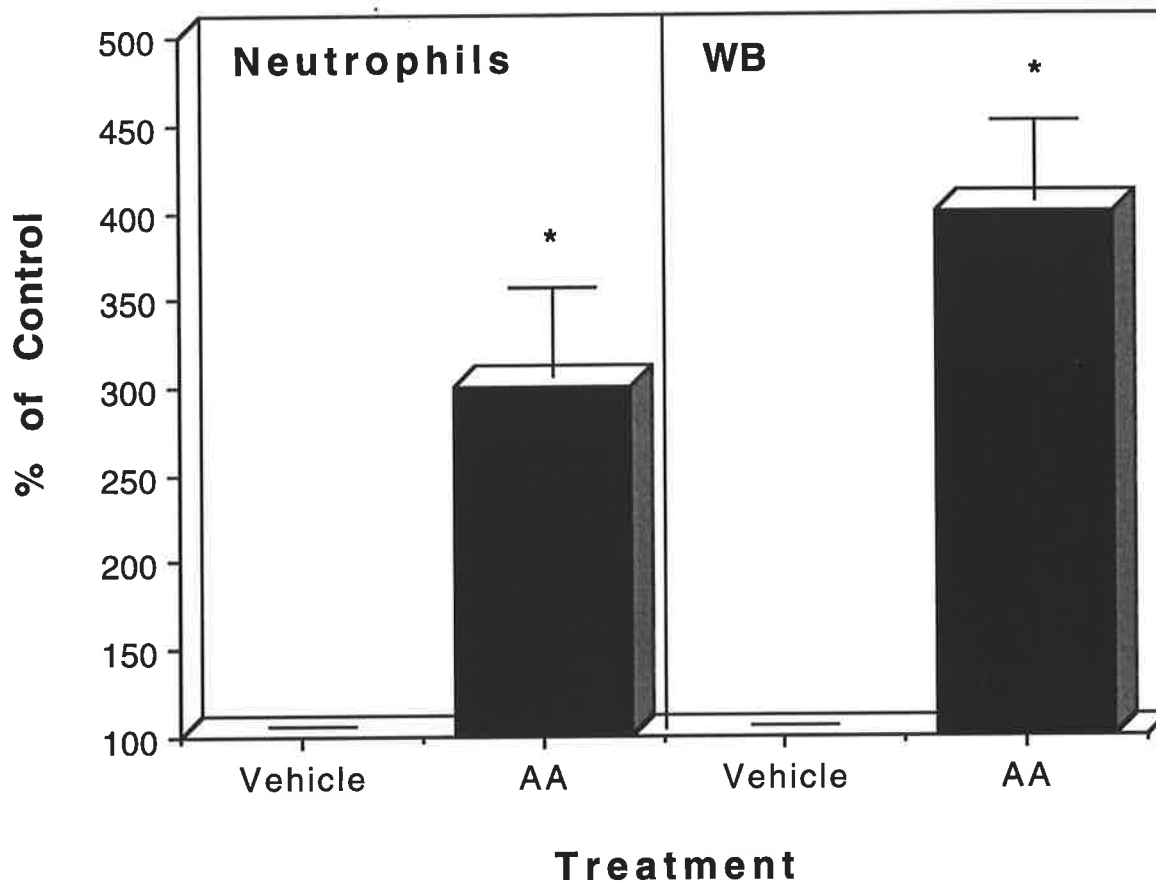 Neutrophils
WB
500
450
400
350
300
250
200
150
100
*
*
% of Control
Vehicle
AA
Vehicle
AA
Treatment